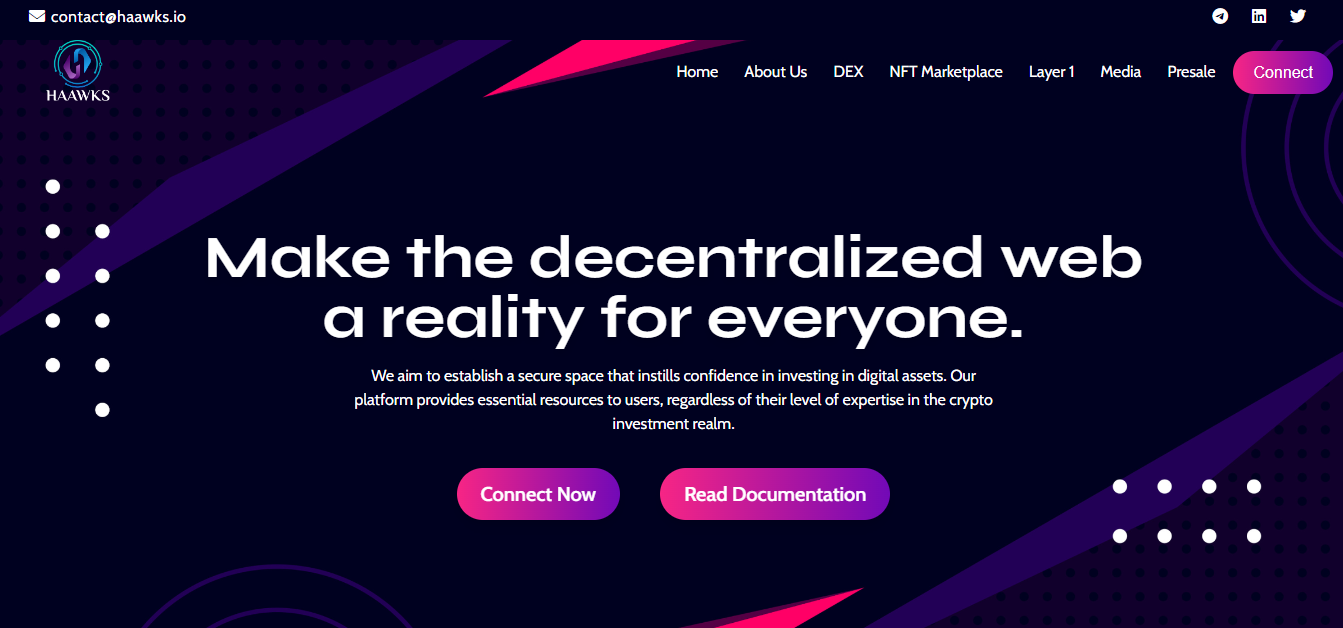 contact@haawks.io
HAAWKS
Home About Us DEX NFT Marketplace Layer 1 Media Presale Connect
Make the decentralized web
a reality for everyone.
We aim to establish a secure space that instills confidence in investing in digital assets. Our
platform provides essential resources to users, regardless of their level of expertise in the crypto
investment realm.
Connect Now Read Documentation